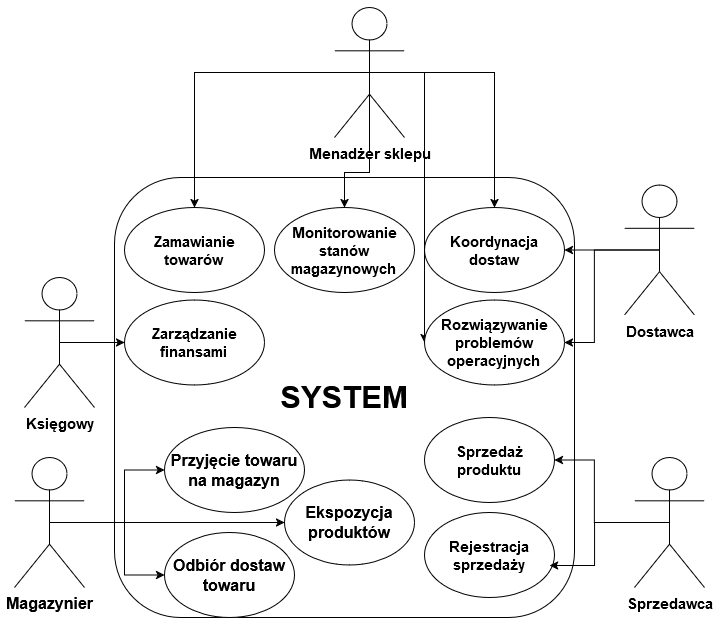 Menadżer sklepu
Zamawianie
towarów
Monitorowanie
stanów
magazynowych
Koordynacja
dostaw
Dostawca
Zarządzanie
finansami
Rozwiązywanie
problemów
operacyjnych
Księgowy
SYSTEM
Przyjęcie towaru
na magazyn
Sprzedaż
produktu
Ekspozycja
produktów
Odbiór dostaw
towaru
Rejestracja
sprzedaży
Magazynier
Sprzedawca